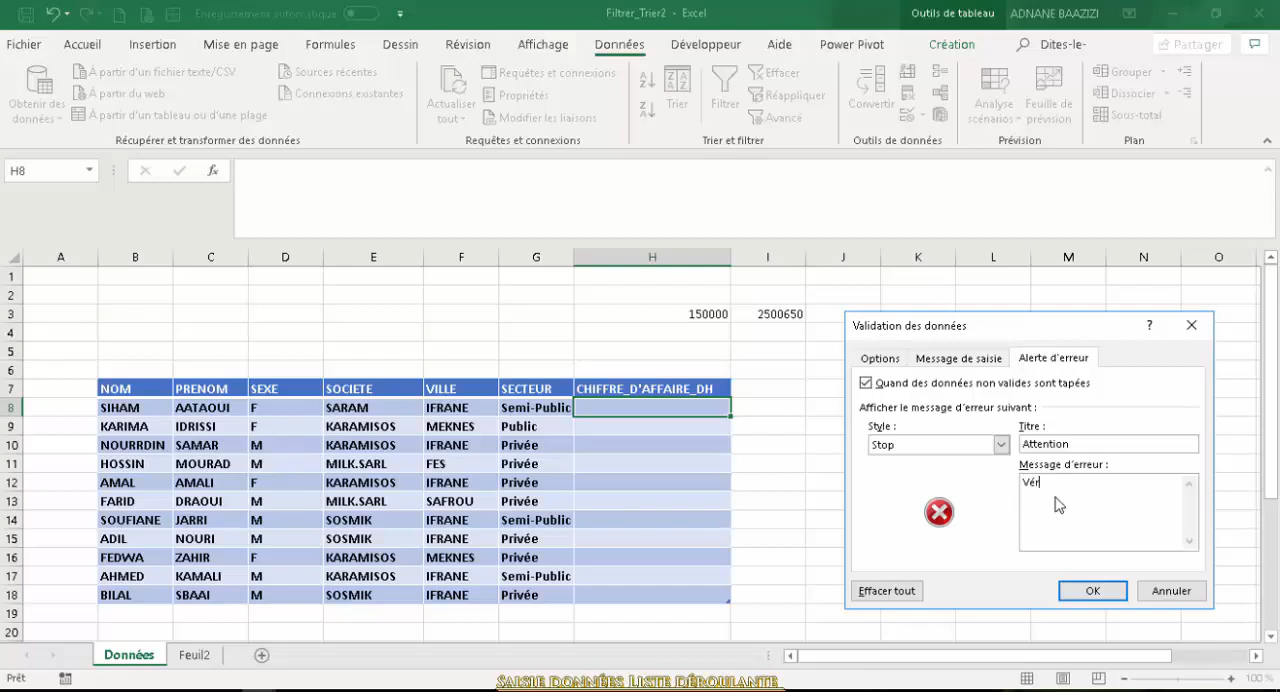 Enregistrement automatique
Filtrer_Trier2 - Excel
Outils de tableau
ADNANE BAAZIZI
Fichier Accueil Insertion Mise en page Formules Dessin Révision Affichage Données Développeur Aide Power Pivot Création Dites-le- Partager
Obtenir des données
À partir d'un fichier texte/CSV
À partir du web
À partir d'un tableau ou d'une plage
Sources récentes
Connexions existantes
Récupérer et transformer des données
Actualiser tout
Requêtes et connexions
Propriétés
Modifier les liaisons
Requêtes et connexions
Trier
Filtrer
Effacer
Réappliquer
Avancé
Trier et filtrer
Convertir
Outils de données
Analyse scénarios
Feuille de prévision
Prévision
Grouper
Dissocier
Sous-total
Plan
H8
fx
A B C D E F G H I J K L M N O
1
2
3 150000 2500650
4
5
6
7 NOM PRENOM SEXE SOCIETE VILLE SECTEUR CHIFFRE_D'AFFAIRE_DH
8 SIHAM AATAOUI F SARAM IFRANE Semi-Public
9 KARIMA IDRISSI F KARAMISOS MEKNES Public
10 NOURRDIN SAMAR M KARAMISOS IFRANE Privée
11 HOSSIN MOURAD M MILK.SARL FES Privée
12 AMAL AMALI F KARAMISOS IFRANE Privée
13 FARID DRAOUI M MILK.SARL SAFROU Privée
14 SOUFIANE JARRI M SOSMIK IFRANE Semi-Public
15 ADIL NOURI M SOSMIK IFRANE Privée
16 FEDWA ZAHIR F KARAMISOS MEKNES Privée
17 AHMED KAMALI M KARAMISOS IFRANE Semi-Public
18 BILAL SBAAI M SOSMIK IFRANE Privée
19
20
Validation des données ?
Options Message de saisie Alerte d'erreur
Quand des données non valides sont tapées
Afficher le message d'erreur suivant :
Style : Titre :
Stop Attention
Message d'erreur :
Vér
Effacer tout OK Annuler
Données Feuil2
Prêt
100 %
SAISIE DONNÉES LISTE DÉROULANTE